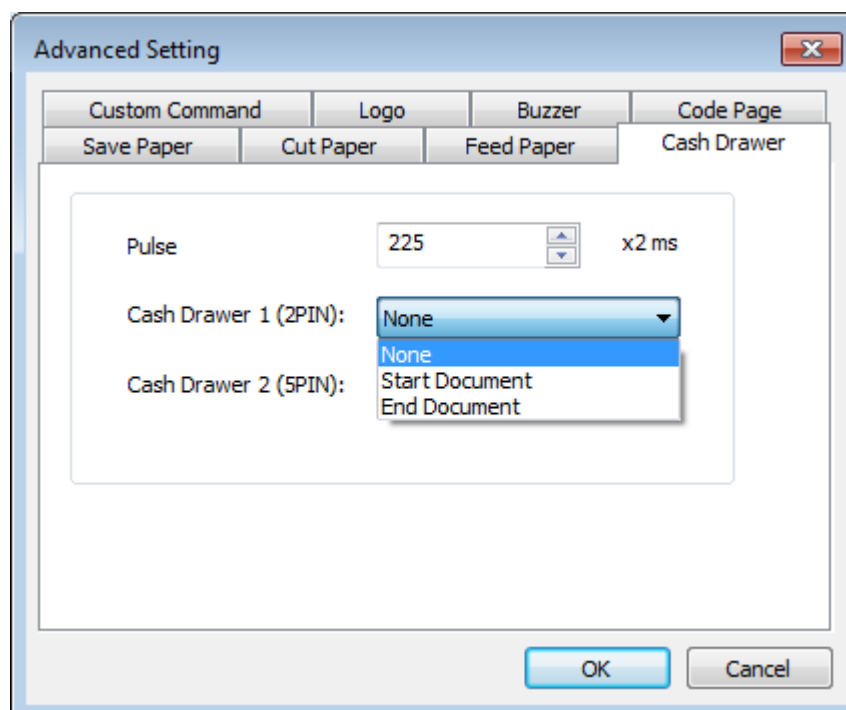 Advanced Setting
Custom Command Logo Buzzer Code Page
Save Paper Cut Paper Feed Paper Cash Drawer
Pulse 225 x2 ms
Cash Drawer 1 (2PIN): None
None
Start Document
Cash Drawer 2 (5PIN):
End Document
OK Cancel